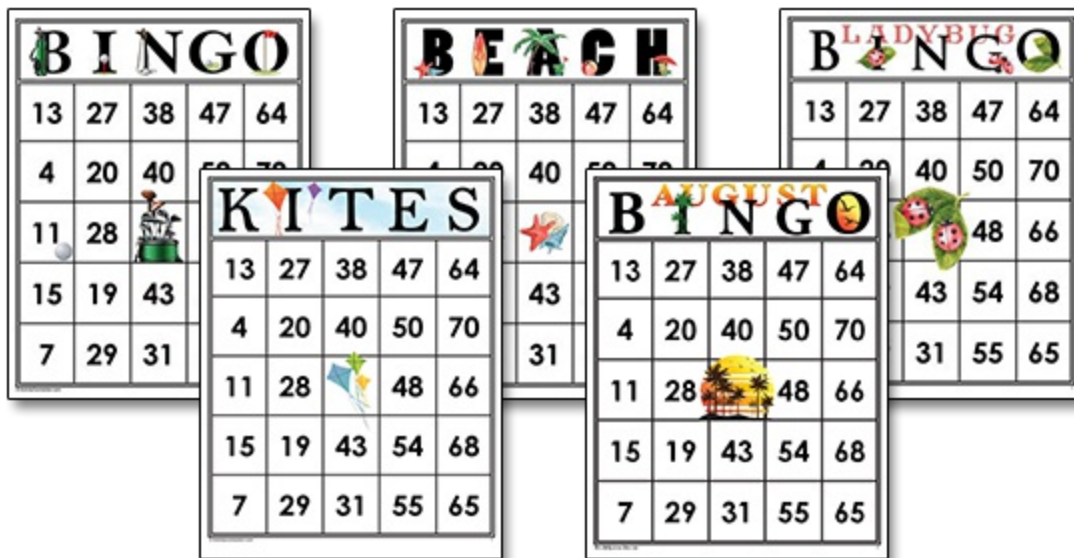 BINGO
13 27 38 47 64
4 20 40
11 28
15 19 43
7 29 31
BEACH
13 27 38 47 64
40
43
31
LADYBUG
BINGO
13 27 38 47 64
40 50 70
48 66
43 54 68
31 55 65
KITES
13 27 38 47 64
4 20 40 50 70
11 28 48 66
15 19 43 54 68
7 29 31 55 65
AUGUST
BINGO
13 27 38 47 64
4 20 40 50 70
11 28 48 66
15 19 43 54 68
7 29 31 55 65